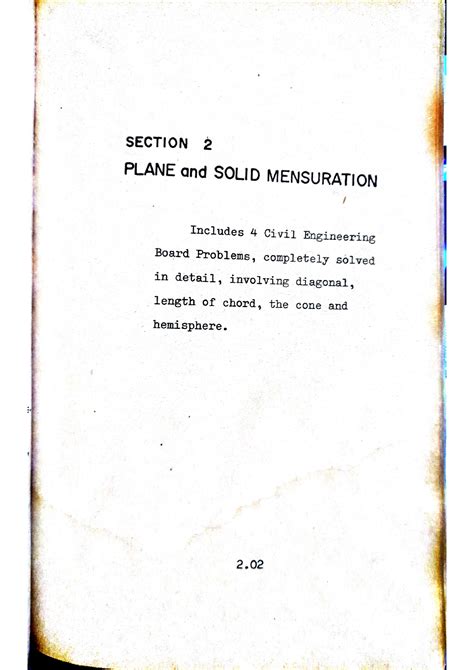 SECTION 2
PLANE and SOLID MENSURATION
Includes 4 Civil Engineering
Board Problems, completely solved
in detail, involving diagonal,
length of chord, the cone and
hemisphere.
2.02